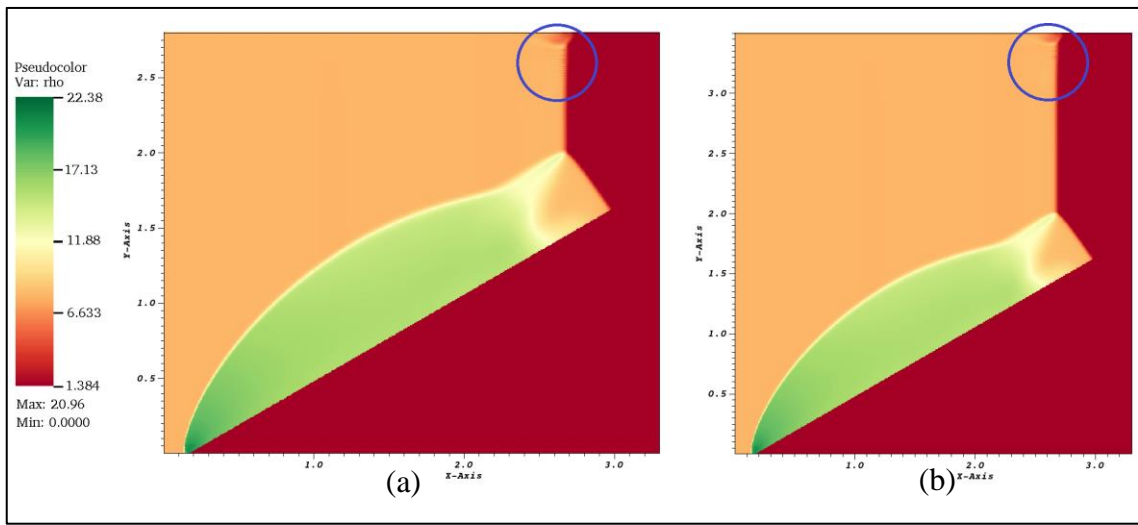 Pseudocolor
Var: rho
22.38
17.13
11.88
6.633
1.384
Max: 20.96
Min: 0.0000
2.5
2.0
1.5
1.0
0.5
Y-Axis
1.0
2.0
3.0
X-Axis
(a)
3.0
2.5
2.0
1.5
1.0
0.5
Y-Axis
1.0
2.0
3.0
X-Axis
(b)